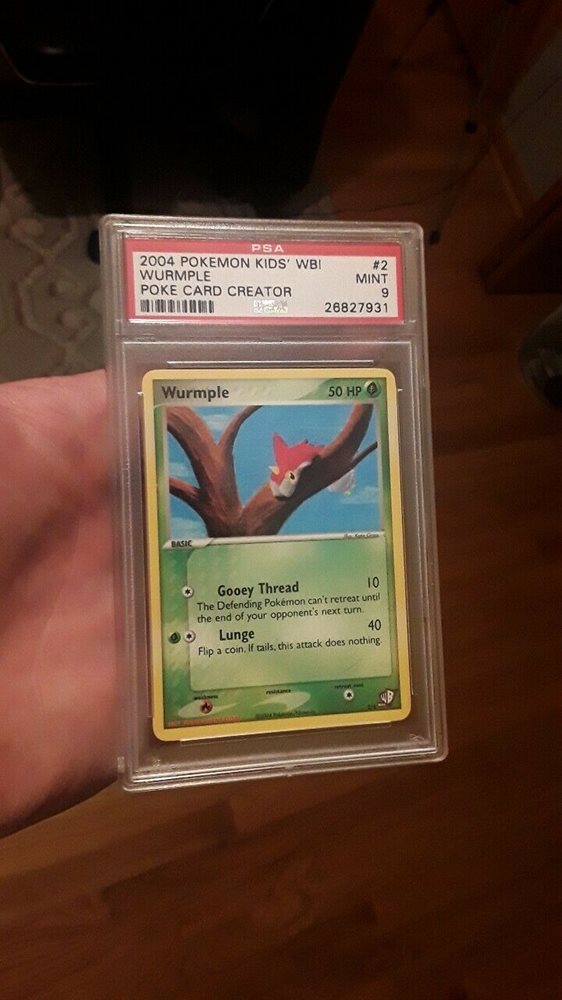 PSA
2004 POKEMON KIDS' WB! #2
WURMPLE MINT
POKE CARD CREATOR 9
26827931
Wurmple 50 HP
BASIC
Gooey Thread 10
The Defending Pokémon can't retreat until
the end of your opponent's next turn.
Lunge 40
Flip a coin. If tails, this attack does nothing.
weakness resistance retreat cost
WB